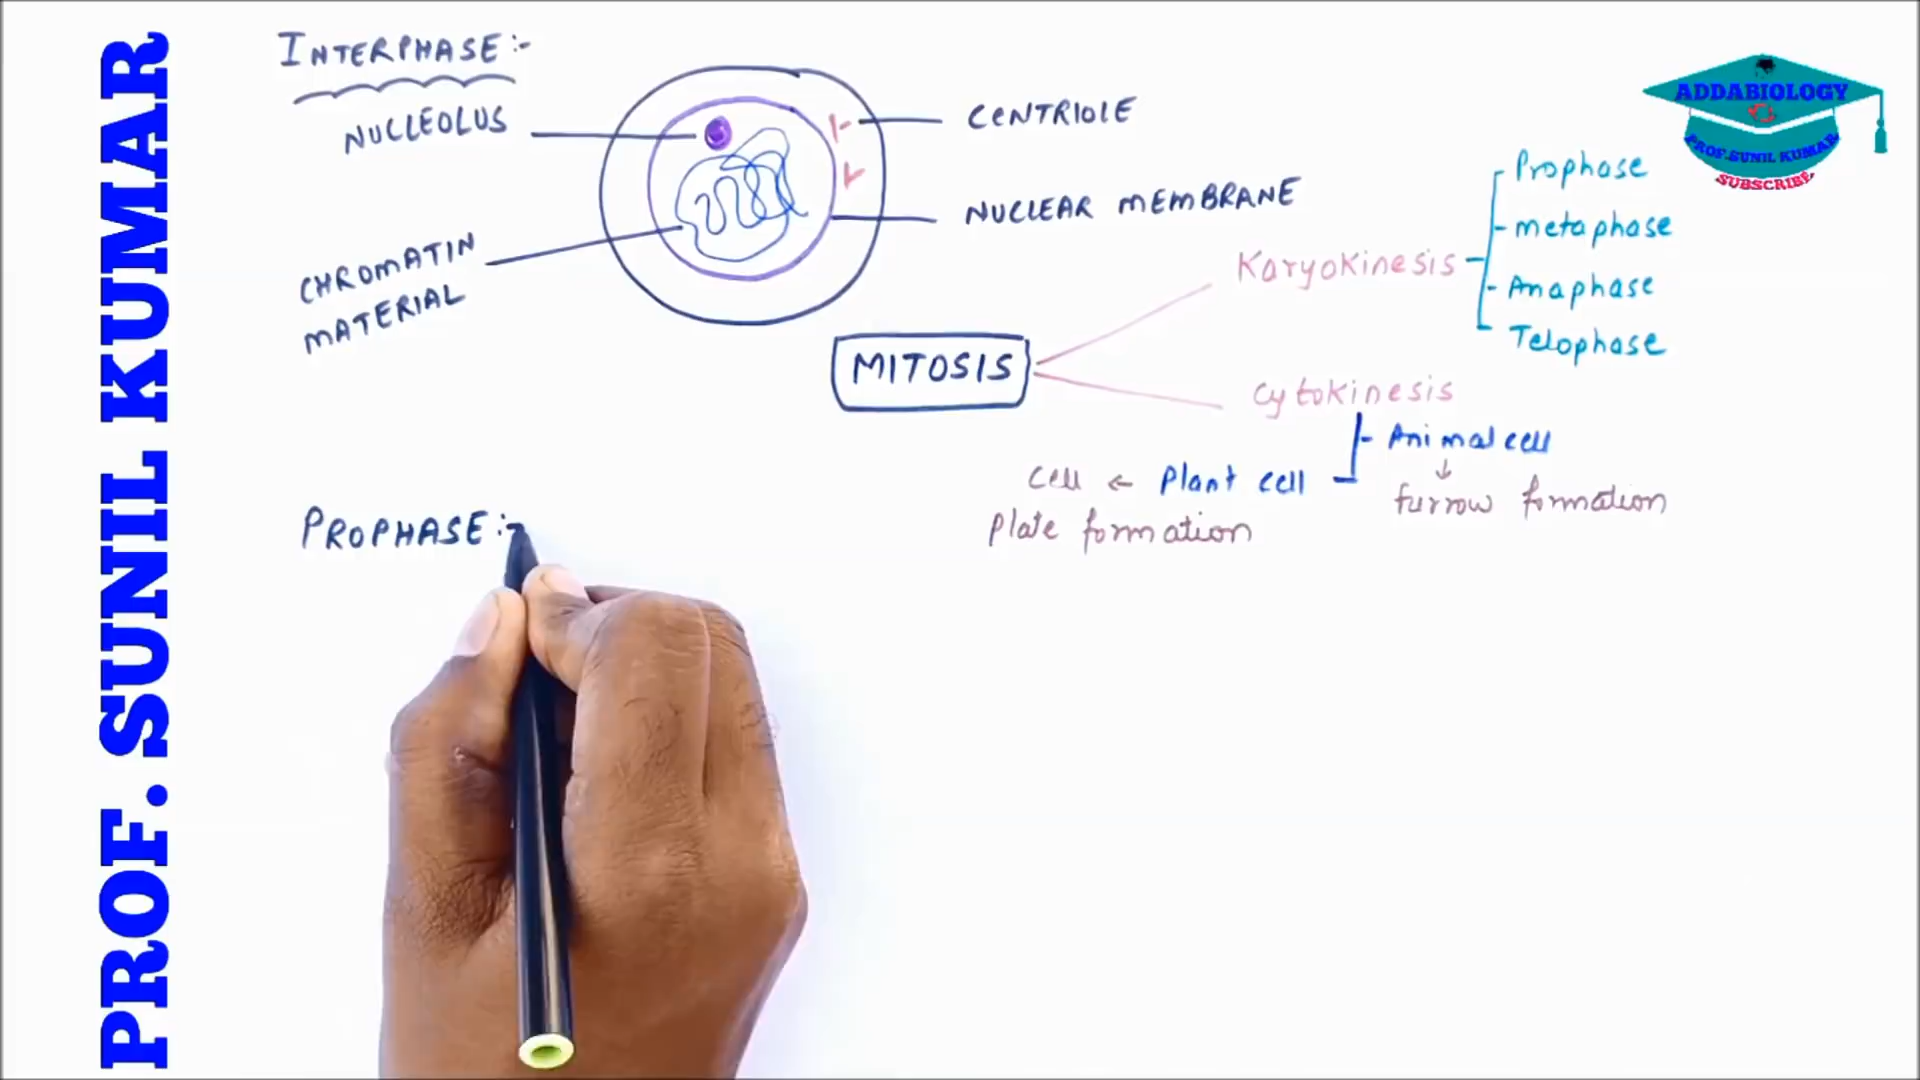 PROF. SUNIL KUMAR
INTERPHASE :-
NUCLEOLUS
CHROMATIN
MATERIAL
CENTRIOLE
NUCLEAR MEMBRANE
ADDABIOLOGY
PROF.SUNIL KUMAR
SUBSCRIBE
MITOSIS
Karyokinesis
Prophase
metaphase
Anaphase
Telophase
Cytokinesis
Animal cell
furrow formation
Cell ← Plant cell
Plate formation
PROPHASE :-